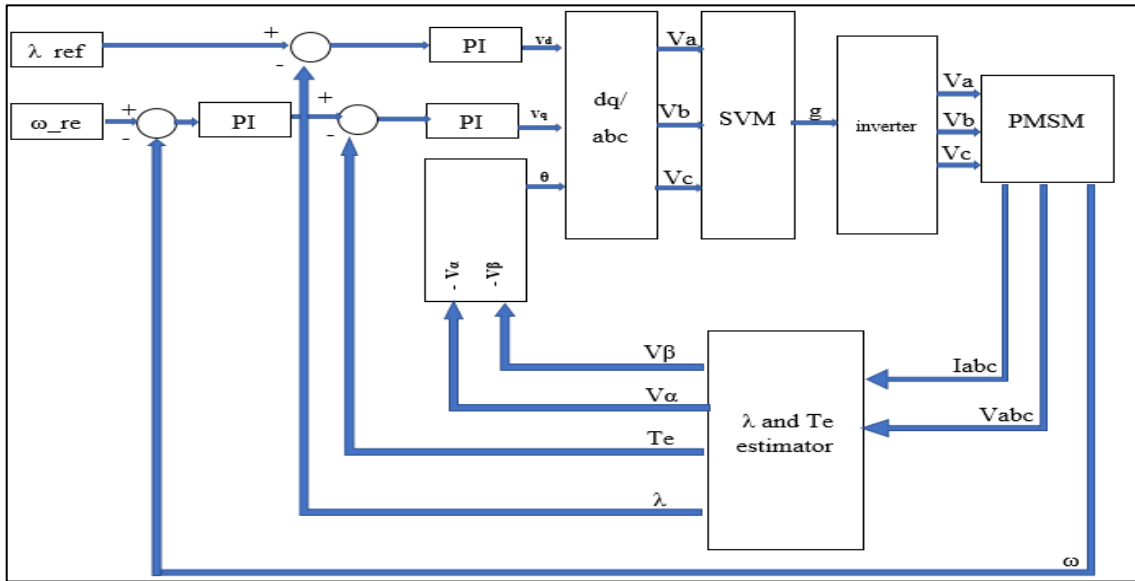 λ_ref
+
-
PI
Vd
ω_re
+
-
PI
+
-
PI
Vq
θ
dq/
abc
Va
Vb
Vc
SVM
g
inverter
Va
Vb
Vc
PMSM
- Vα
- Vβ
Vβ
Vα
Te
λ
λ and Te
estimator
Iabc
Vabc
ω